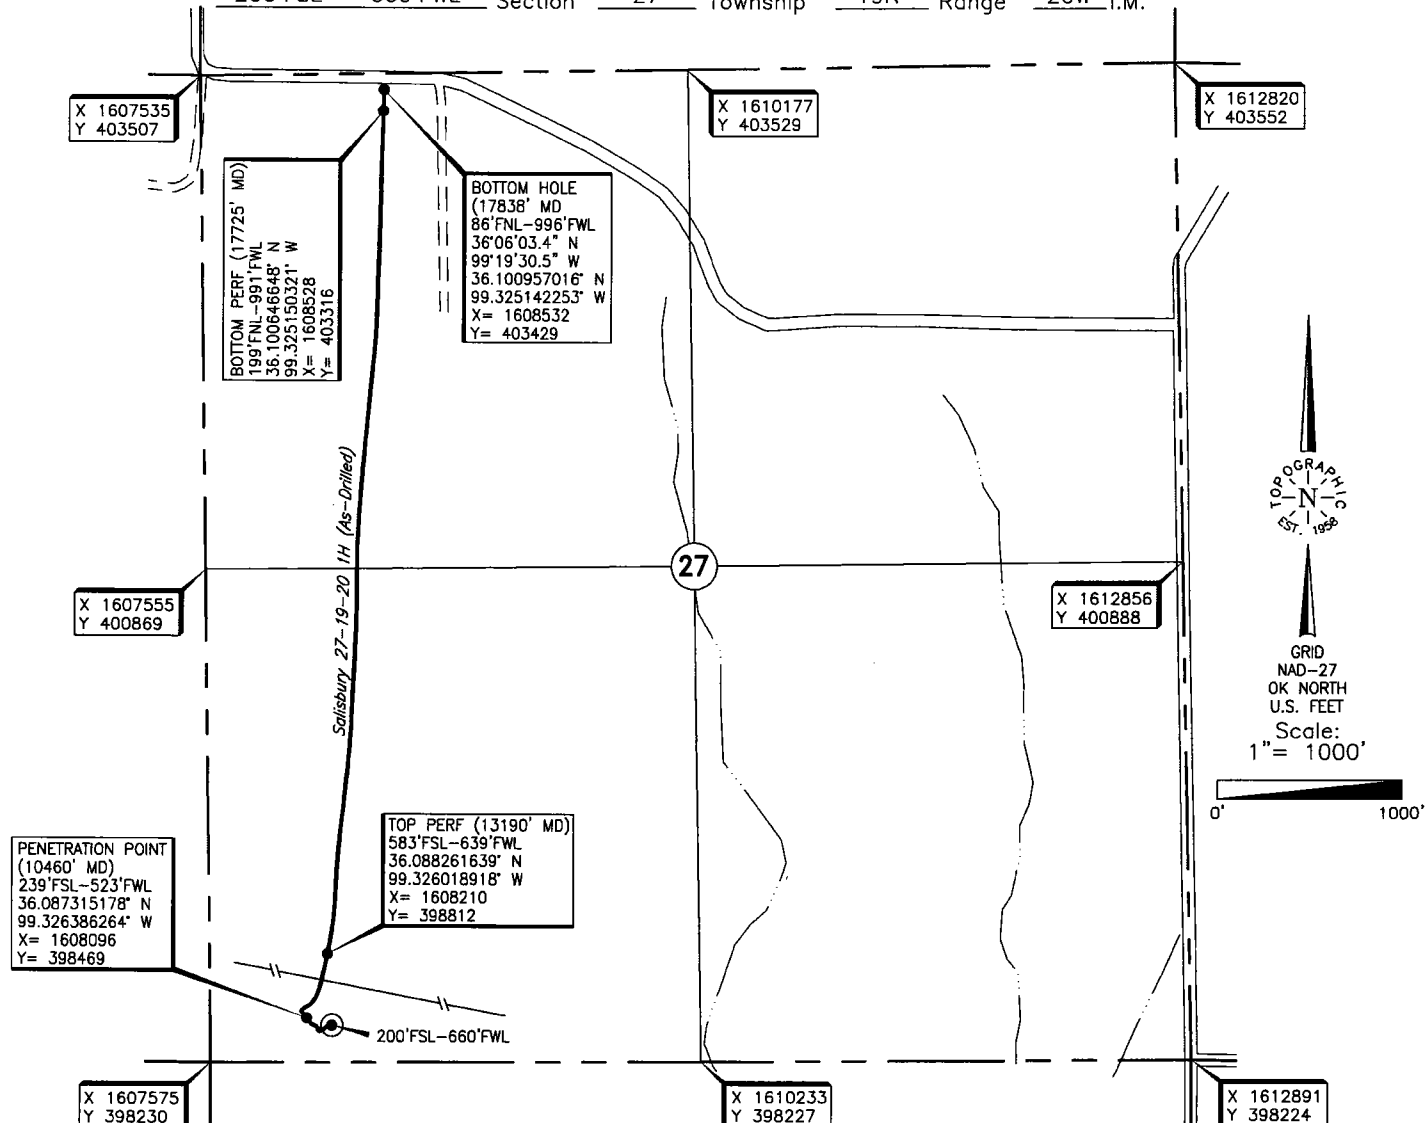 Section 27 Township Range I.M.
X 1607535
Y 403507
X 1610177
Y 403529
X 1612820
Y 403552
BOTTOM PERF (17725' MD)
199'FNL-991'FWL
36.100646648° N
99.325150321° W
X= 1608528
Y= 403316
BOTTOM HOLE
(17838' MD)
86'FNL-996'FWL
36°06'03.4" N
99°19'30.5" W
36.100957016° N
99.325142253° W
X= 1608532
Y= 403429
Salisbury 27-19-20 1H (As-Drilled)
27
X 1607555
Y 400869
X 1612856
Y 400888
TOPOGRAPHIC
N
EST. 1958
GRID
NAD-27
OK NORTH
U.S. FEET
Scale:
1"= 1000'
0' 1000'
PENETRATION POINT
(10460' MD)
239'FSL-523'FWL
36.087315178° N
99.326386264° W
X= 1608096
Y= 398469
TOP PERF (13190' MD)
583'FSL-639'FWL
36.088261639° N
99.326018918° W
X= 1608210
Y= 398812
200'FSL-660'FWL
X 1607575
Y 398230
X 1610233
Y 398227
X 1612891
Y 398224